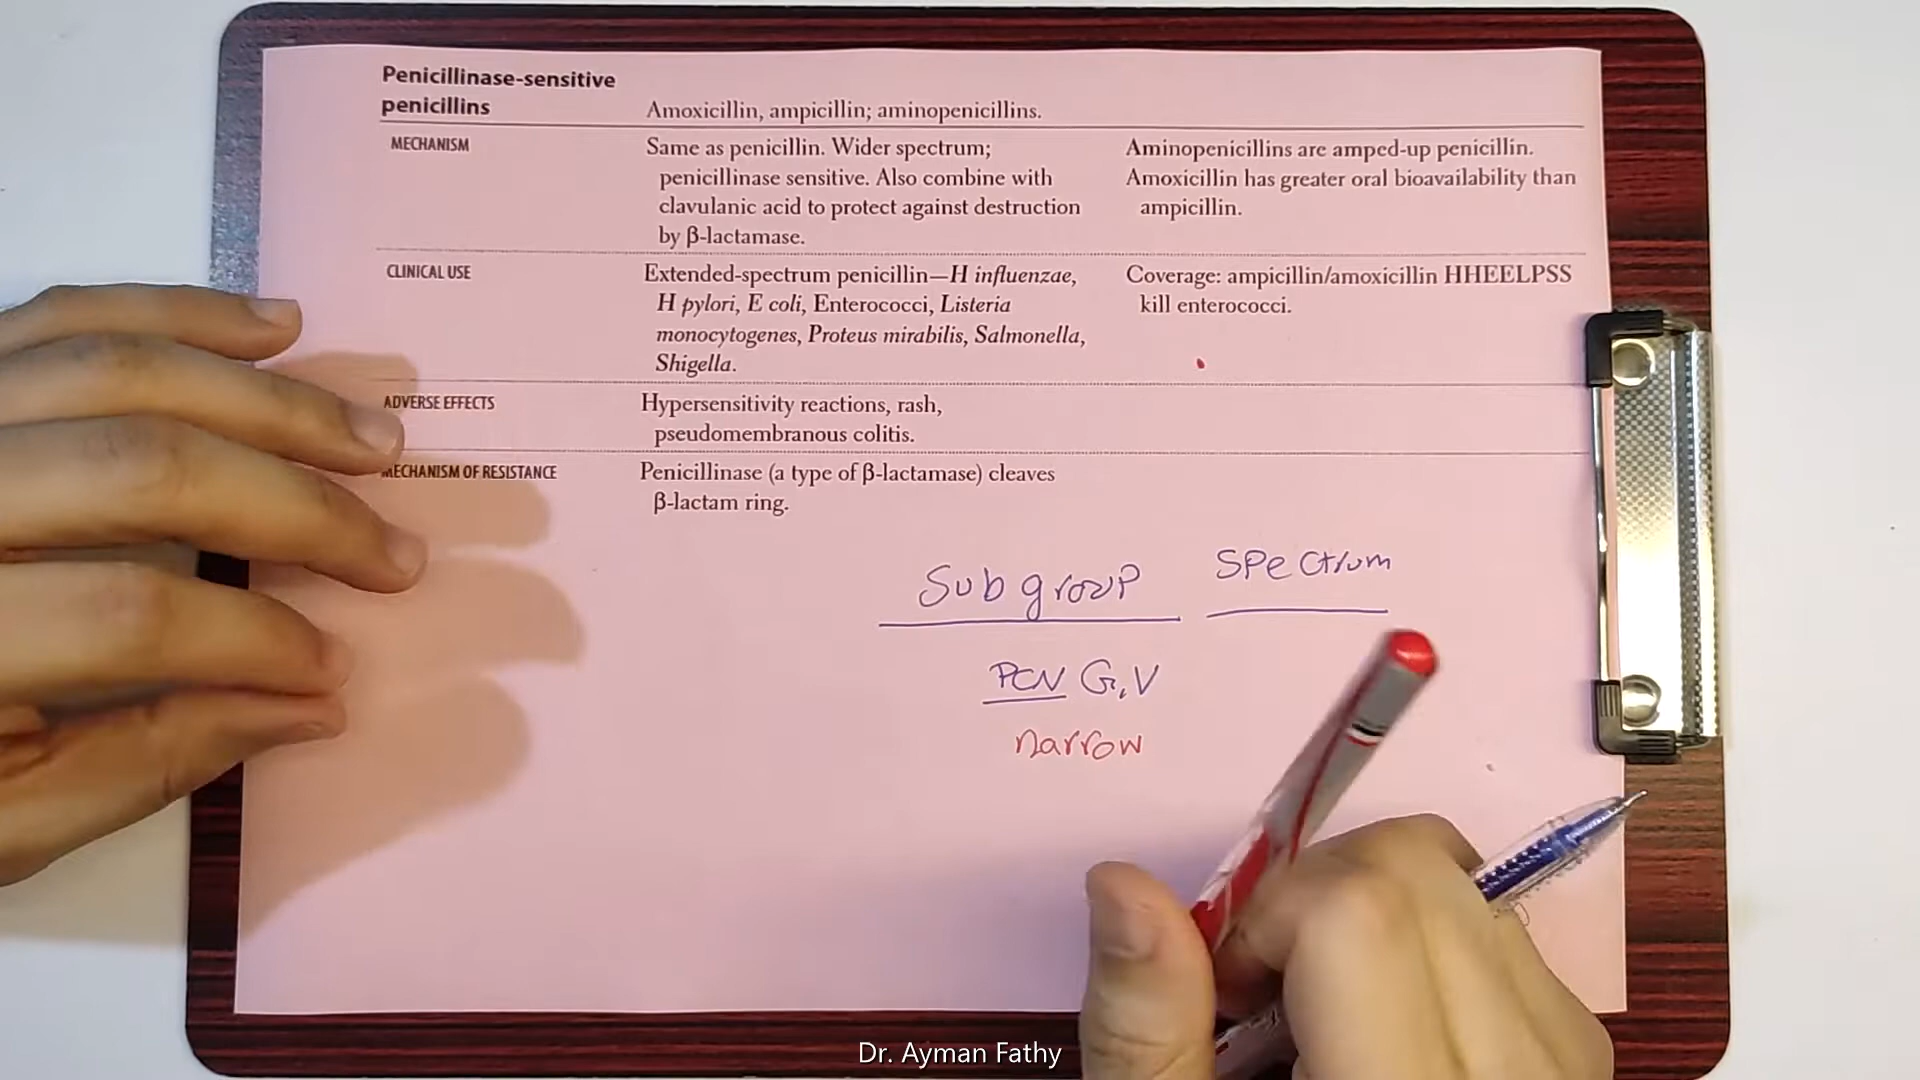 Penicillinase-sensitive
penicillins
Amoxicillin, ampicillin; aminopenicillins.
MECHANISM
Same as penicillin. Wider spectrum;
penicillinase sensitive. Also combine with
clavulanic acid to protect against destruction
by β-lactamase.
Aminopenicillins are amped-up penicillin.
Amoxicillin has greater oral bioavailability than
ampicillin.
CLINICAL USE
Extended-spectrum penicillin—H influenzae,
H pylori, E coli, Enterococci, Listeria
monocytogenes, Proteus mirabilis, Salmonella,
Shigella.
Coverage: ampicillin/amoxicillin HHEELPSS
kill enterococci.
ADVERSE EFFECTS
Hypersensitivity reactions, rash,
pseudomembranous colitis.
MECHANISM OF RESISTANCE
Penicillinase (a type of β-lactamase) cleaves
β-lactam ring.
Subgroup
Spectrum
PCN G,V
narrow
Dr. Ayman Fathy